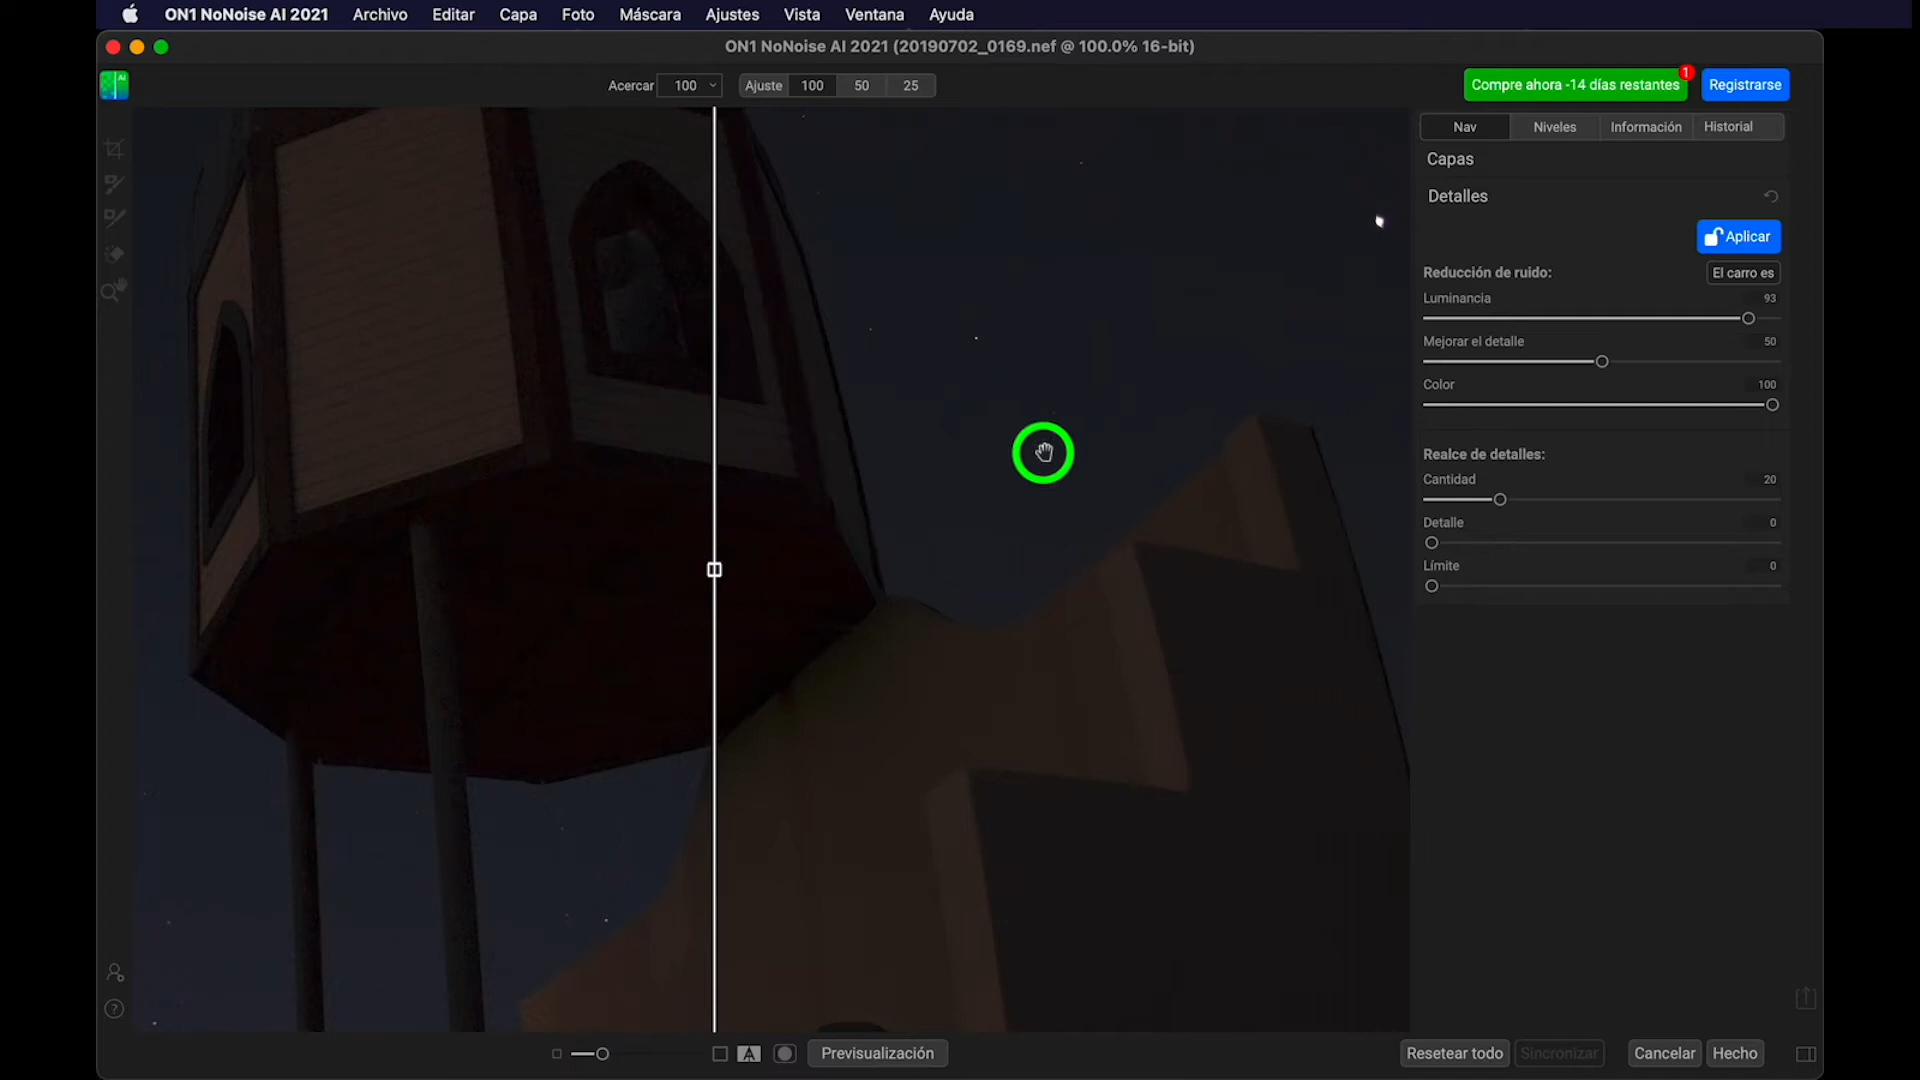 ON1 NoNoise AI 2021 Archivo Editar Capa Foto Máscara Ajustes Vista Ventana Ayuda
ON1 NoNoise AI 2021 (20190702_0169.nef @ 100.0% 16-bit)
AI
Acercar 100 Ajuste 100 50 25
Compre ahora -14 días restantes 1 Registrarse
Nav Niveles Información Historial
Capas
Detalles
Aplicar
Reducción de ruido: El carro es
Luminancia 93
Mejorar el detalle 50
Color 100
Realce de detalles:
Cantidad 20
Detalle 0
Límite 0
A Previsualización Resetear todo Sincronizar Cancelar Hecho